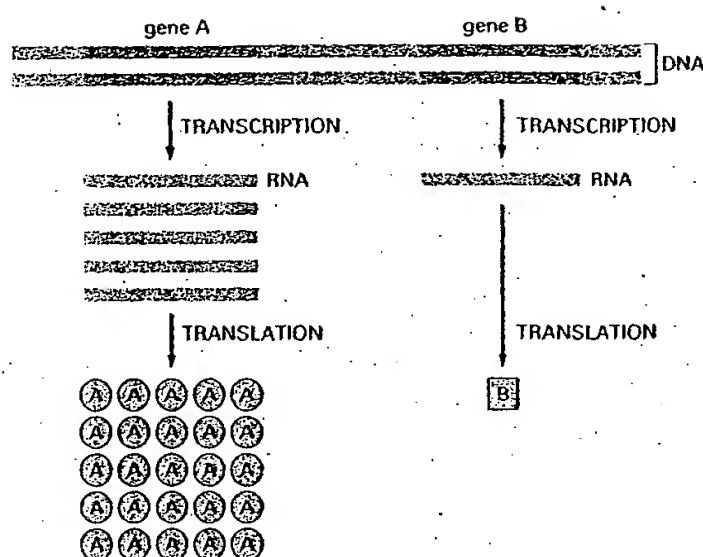 gene A gene B
DNA
TRANSCRIPTION TRANSCRIPTION
RNA RNA
TRANSLATION TRANSLATION
A A A A A B
A A A A A
A A A A A
A A A A A
A A A A A